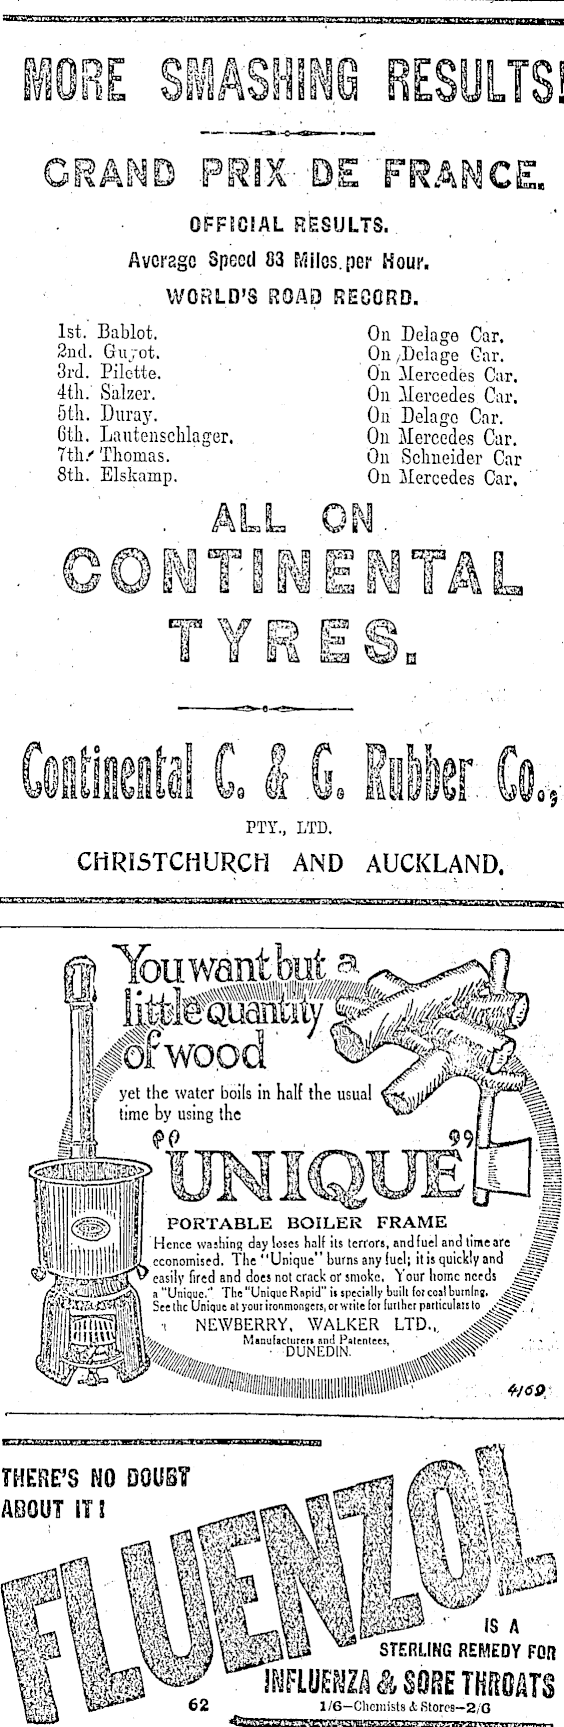 MORE SMASHING RESULTS!
GRAND PRIX DE FRANCE.
OFFICIAL RESULTS.
Average Speed 83 Miles per Hour.
WORLD'S ROAD RECORD.
1st. Bablot. On Delage Car.
2nd. Guyot. On Delage Car.
3rd. Pilette. On Mercedes Car.
4th. Salzer. On Mercedes Car.
5th. Duray. On Delage Car.
6th. Lautenschlager. On Mercedes Car.
7th. Thomas. On Schneider Car
8th. Elskamp. On Mercedes Car.
ALL ON
CONTINENTAL
TYRES.
Continental C. & G. Rubber Co.,
PTY., LTD.
CHRISTCHURCH AND AUCKLAND.
You want but a
little quantity
of wood
yet the water boils in half the usual
time by using the
"UNIQUE"
PORTABLE BOILER FRAME
Hence washing day loses half its terrors, and fuel and time are
economised. The "Unique" burns any fuel; it is quickly and
easily fired and does not crack or smoke. Your home needs
a "Unique." The "Unique Rapid" is specially built for coal burning.
See the Unique at your ironmongers, or write for further particulars to
NEWBERRY, WALKER LTD.,
Manufacturers and Patentees,
DUNEDIN.
4/69
THERE'S NO DOUBT
ABOUT IT!
FLUENZOL
IS A
STERLING REMEDY FOR
INFLUENZA & SORE THROATS
62 1/6—Chemists & Stores—2/6